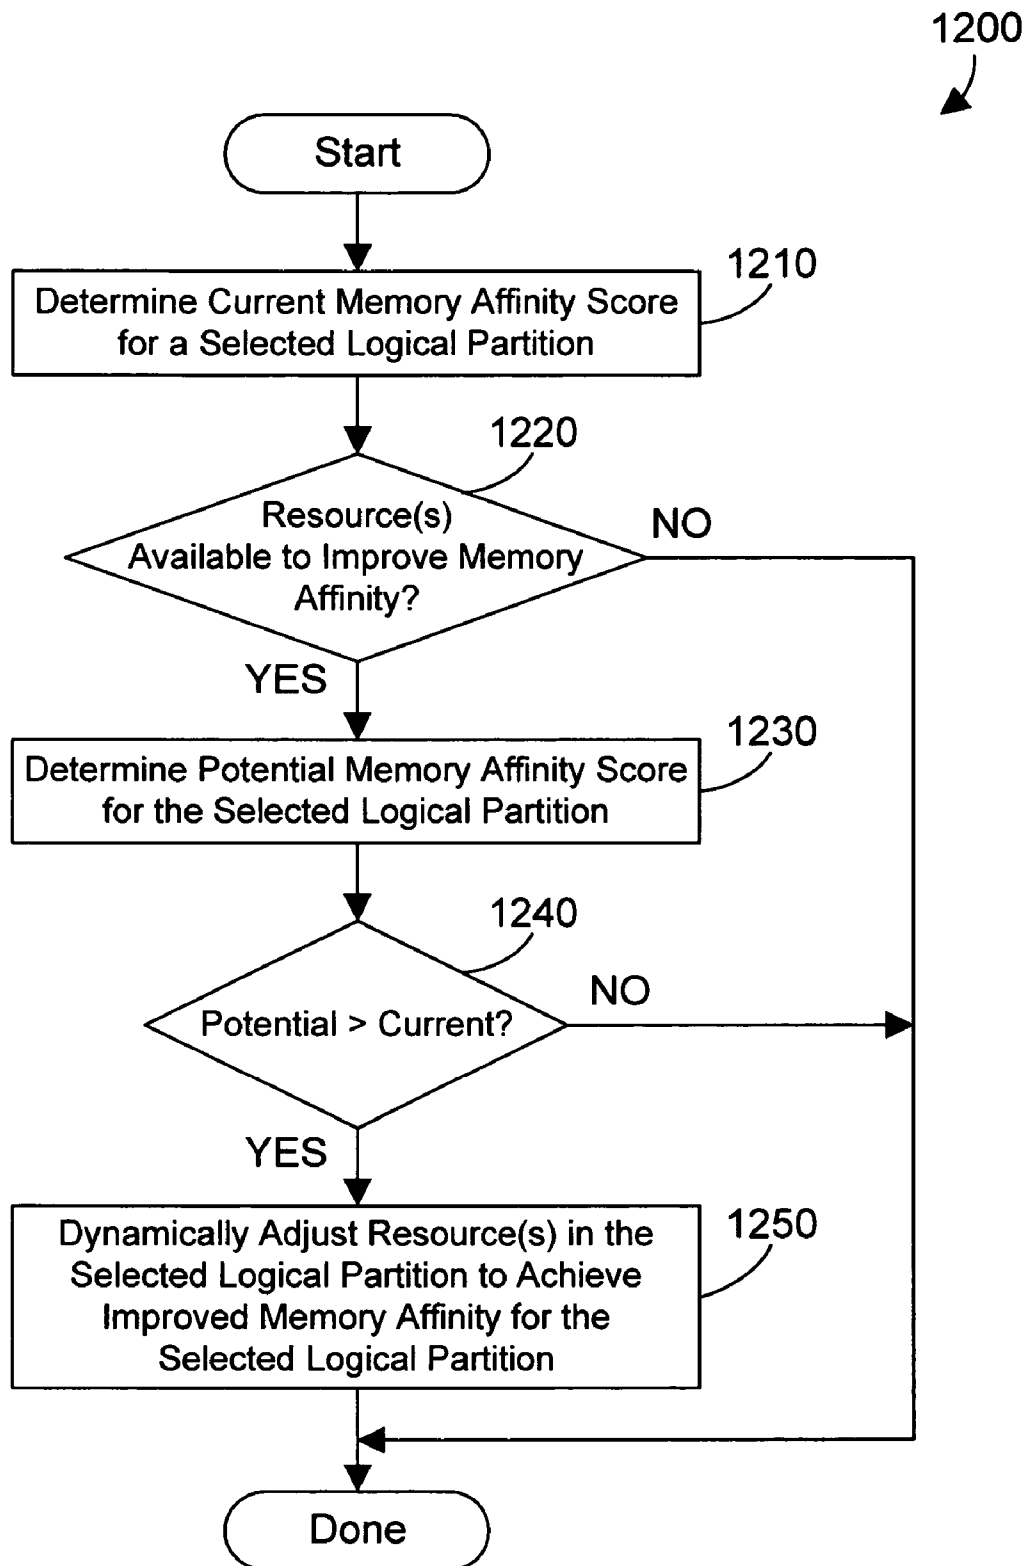 1200
Start
1210
Determine Current Memory Affinity Score
for a Selected Logical Partition
1220
Resource(s)
Available to Improve Memory
Affinity?
NO
YES
1230
Determine Potential Memory Affinity Score
for the Selected Logical Partition
1240
Potential > Current?
NO
YES
1250
Dynamically Adjust Resource(s) in the
Selected Logical Partition to Achieve
Improved Memory Affinity for the
Selected Logical Partition
Done